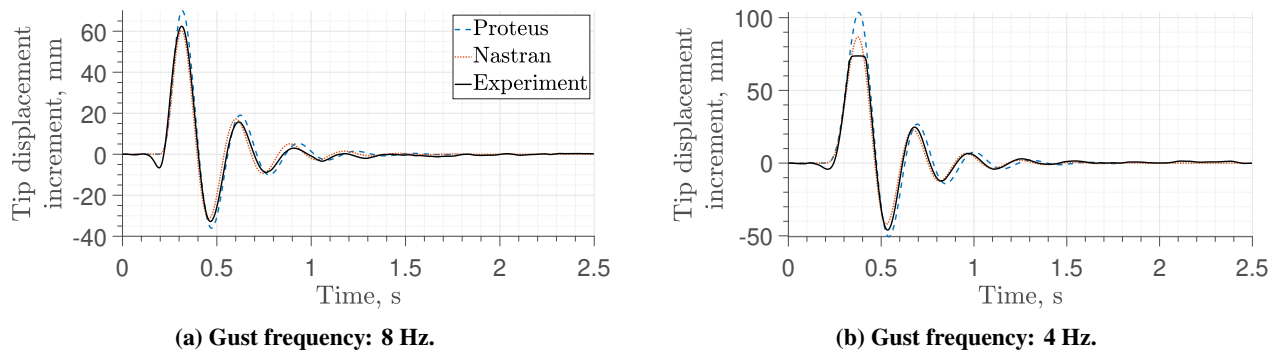 60
40
20
0
-20
-40
Tip displacement
increment, mm
Proteus
Nastran
Experiment
0 0.5 1 1.5 2 2.5
Time, s
(a) Gust frequency: 8 Hz.
100
50
0
-50
Tip displacement
increment, mm
0 0.5 1 1.5 2 2.5
Time, s
(b) Gust frequency: 4 Hz.